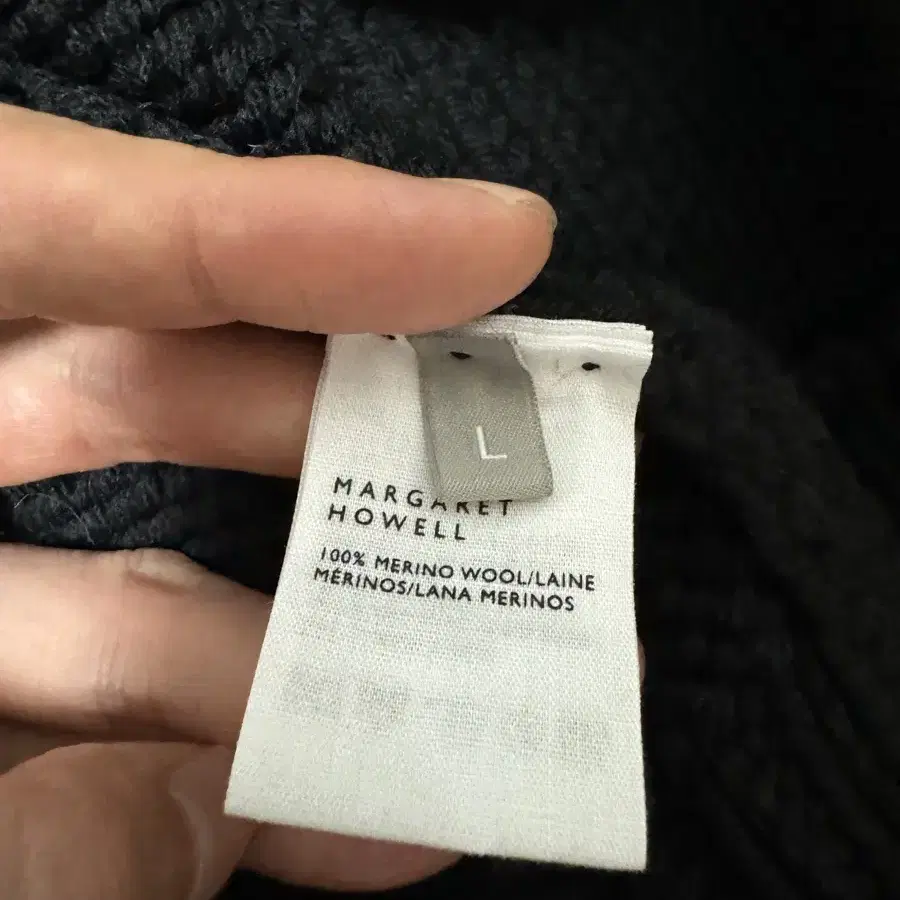 L
MARGARET
HOWELL
100% MERINO WOOL/LAINE
MÉRINOS/LANA MERINOS